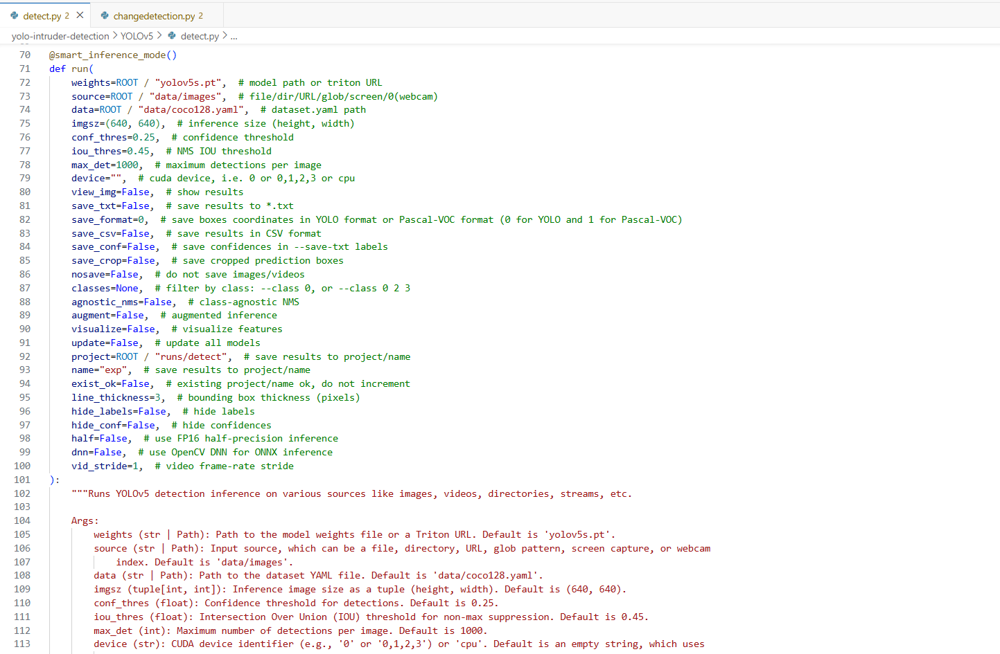 detect.py 2 ×
changedetection.py 2
yolo-intruder-detection > YOLOv5 > detect.py > ...
70 @smart_inference_mode()
71 def run(
72     weights=ROOT / "yolov5s.pt",  # model path or triton URL
73     source=ROOT / "data/images",  # file/dir/URL/glob/screen/0(webcam)
74     data=ROOT / "data/coco128.yaml",  # dataset.yaml path
75     imgsz=(640, 640),  # inference size (height, width)
76     conf_thres=0.25,  # confidence threshold
77     iou_thres=0.45,  # NMS IOU threshold
78     max_det=1000,  # maximum detections per image
79     device="",  # cuda device, i.e. 0 or 0,1,2,3 or cpu
80     view_img=False,  # show results
81     save_txt=False,  # save results to *.txt
82     save_format=0,  # save boxes coordinates in YOLO format or Pascal-VOC format (0 for YOLO and 1 for Pascal-VOC)
83     save_csv=False,  # save results in CSV format
84     save_conf=False,  # save confidences in --save-txt labels
85     save_crop=False,  # save cropped prediction boxes
86     nosave=False,  # do not save images/videos
87     classes=None,  # filter by class: --class 0, or --class 0 2 3
88     agnostic_nms=False,  # class-agnostic NMS
89     augment=False,  # augmented inference
90     visualize=False,  # visualize features
91     update=False,  # update all models
92     project=ROOT / "runs/detect",  # save results to project/name
93     name="exp",  # save results to project/name
94     exist_ok=False,  # existing project/name ok, do not increment
95     line_thickness=3,  # bounding box thickness (pixels)
96     hide_labels=False,  # hide labels
97     hide_conf=False,  # hide confidences
98     half=False,  # use FP16 half-precision inference
99     dnn=False,  # use OpenCV DNN for ONNX inference
100     vid_stride=1,  # video frame-rate stride
101 ):
102     """Runs YOLOv5 detection inference on various sources like images, videos, directories, streams, etc.
103
104     Args:
105         weights (str | Path): Path to the model weights file or a Triton URL. Default is 'yolov5s.pt'.
106         source (str | Path): Input source, which can be a file, directory, URL, glob pattern, screen capture, or webcam
107             index. Default is 'data/images'.
108         data (str | Path): Path to the dataset YAML file. Default is 'data/coco128.yaml'.
109         imgsz (tuple[int, int]): Inference image size as a tuple (height, width). Default is (640, 640).
110         conf_thres (float): Confidence threshold for detections. Default is 0.25.
111         iou_thres (float): Intersection Over Union (IOU) threshold for non-max suppression. Default is 0.45.
112         max_det (int): Maximum number of detections per image. Default is 1000.
113         device (str): CUDA device identifier (e.g., '0' or '0,1,2,3') or 'cpu'. Default is an empty string, which uses